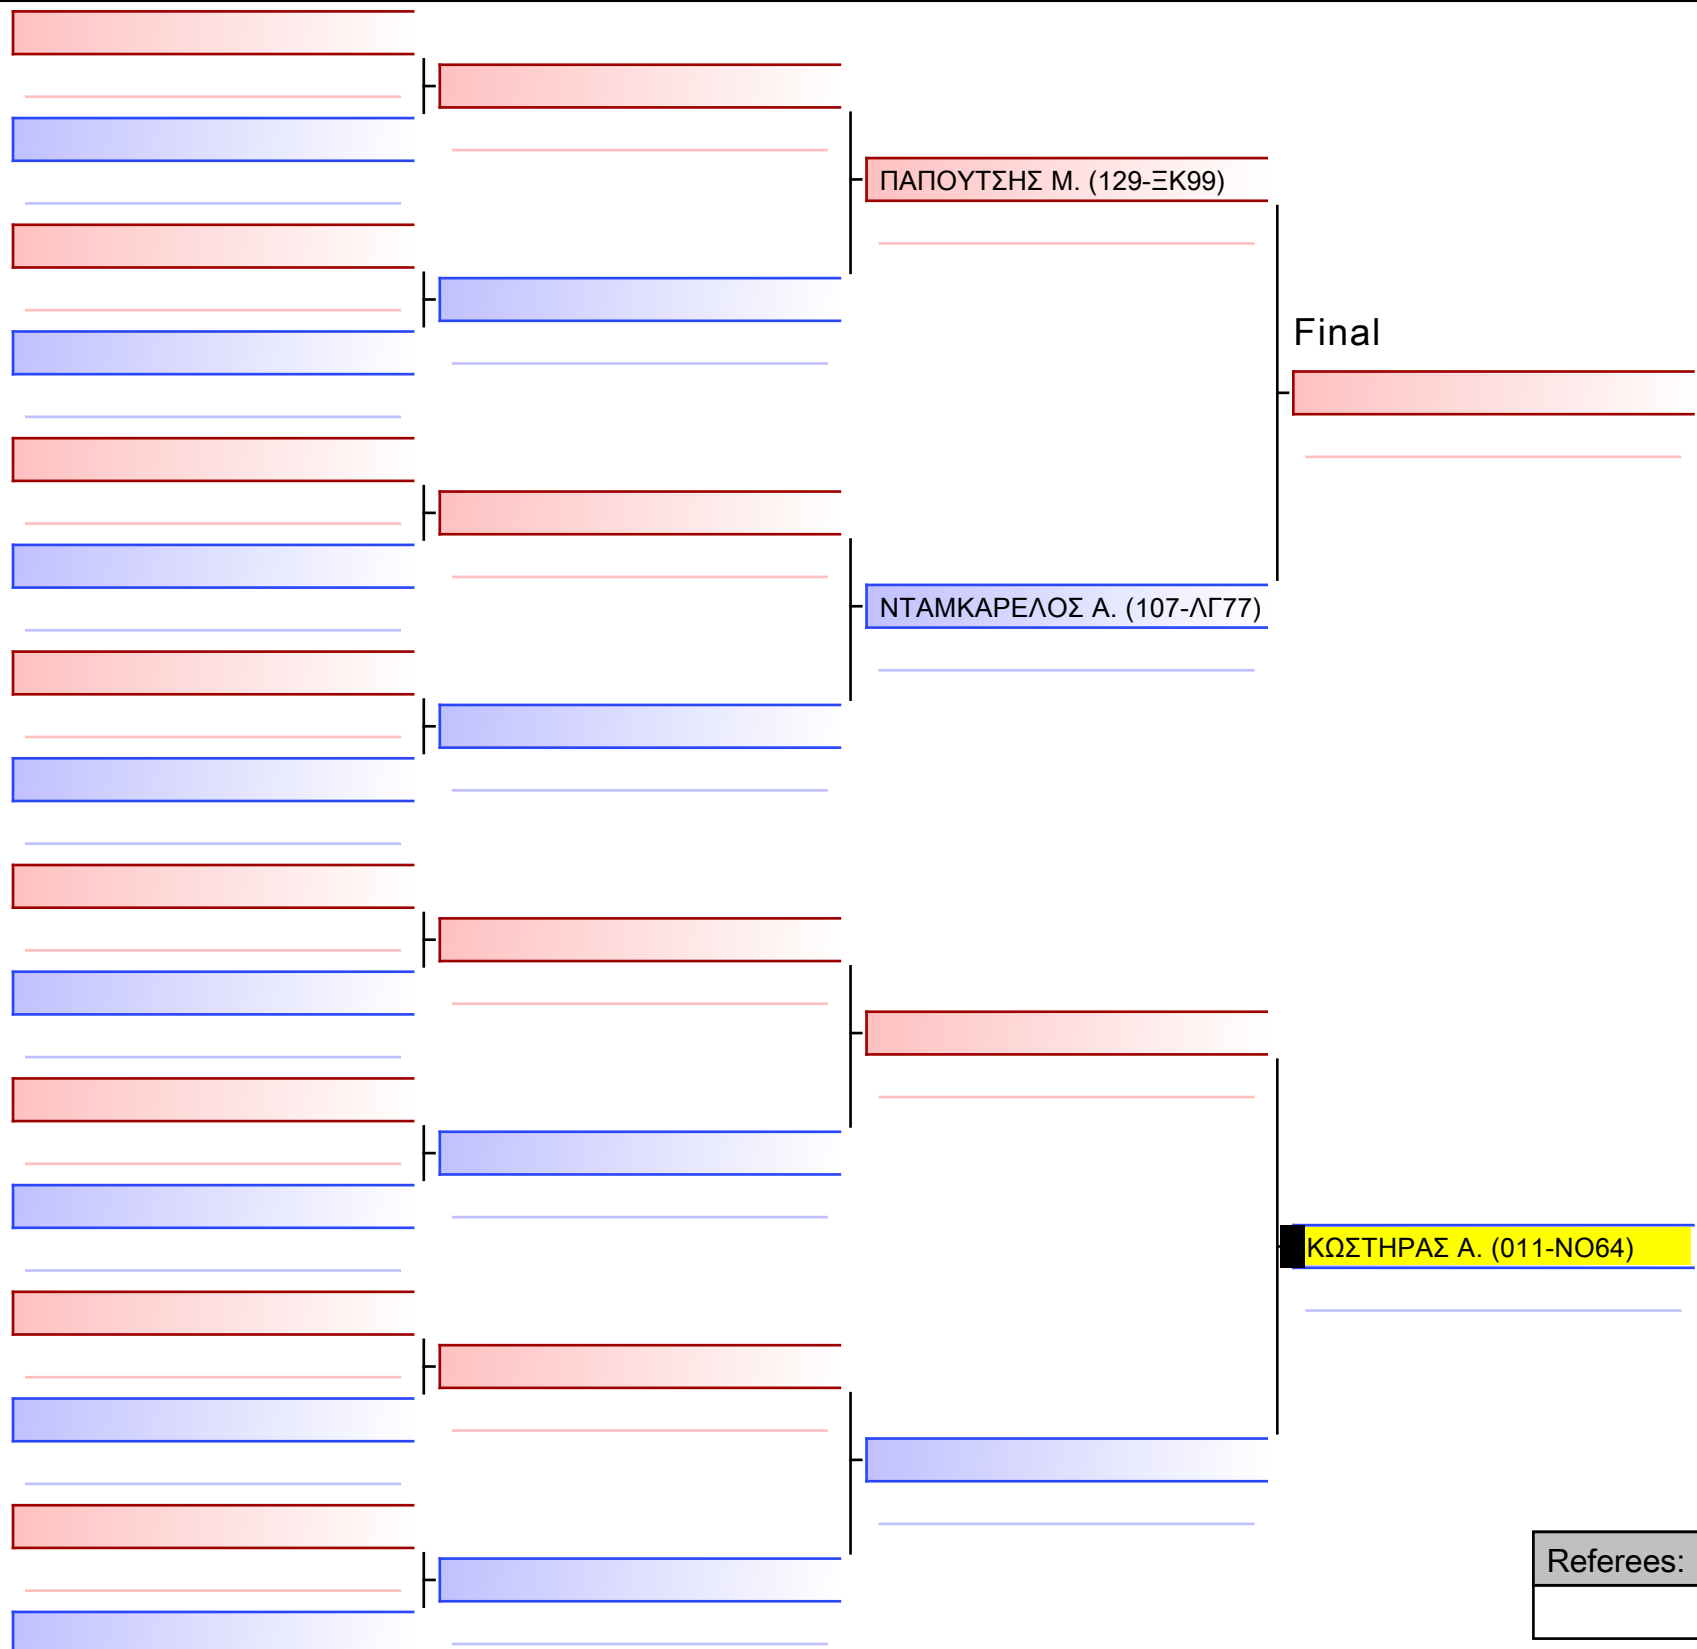 ΠΑΠΟΥΤΣΗΣ Μ. (129-ΞΚ99)
Final
ΝΤΑΜΚΑΡΕΛΟΣ Α. (107-ΛΓ77)
ΚΩΣΤΗΡΑΣ Α. (011-ΝΟ64)
Referees: